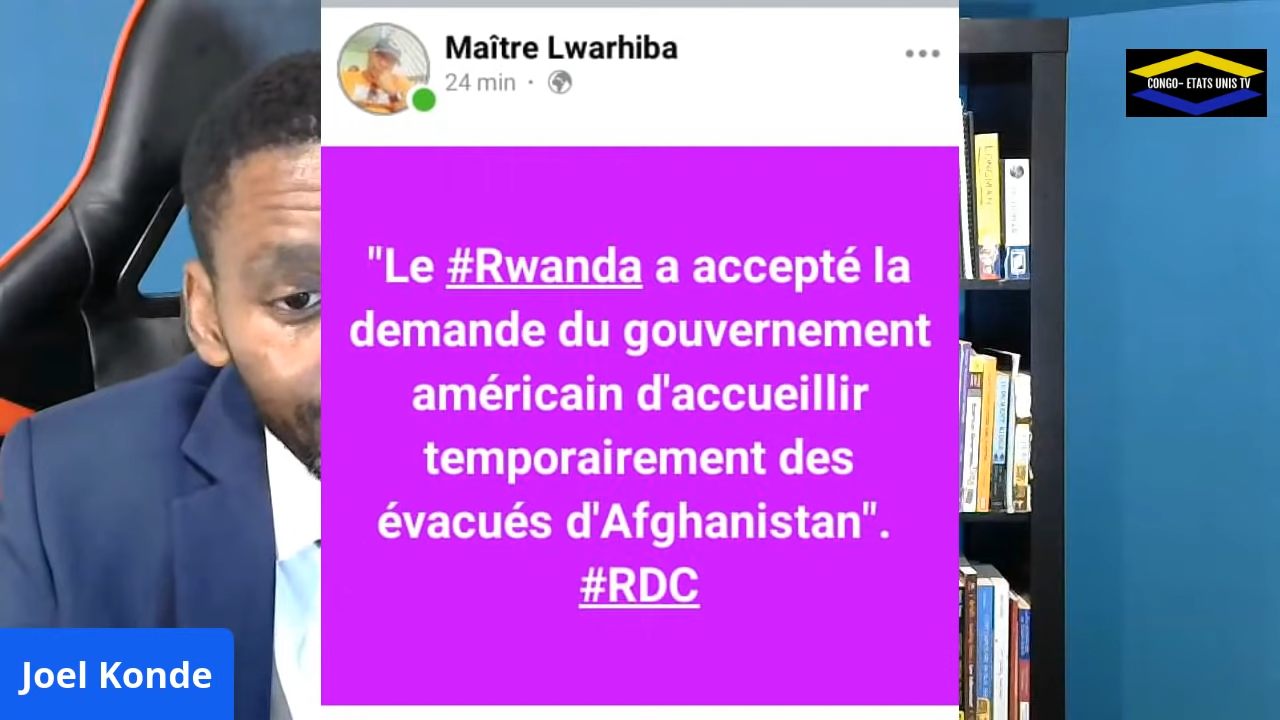 Maître Lwarhiba
24 min ·
"Le #Rwanda a accepté la
demande du gouvernement
américain d'accueillir
temporairement des
évacués d'Afghanistan".
#RDC
CONGO- ETATS UNIS TV
Joel Konde